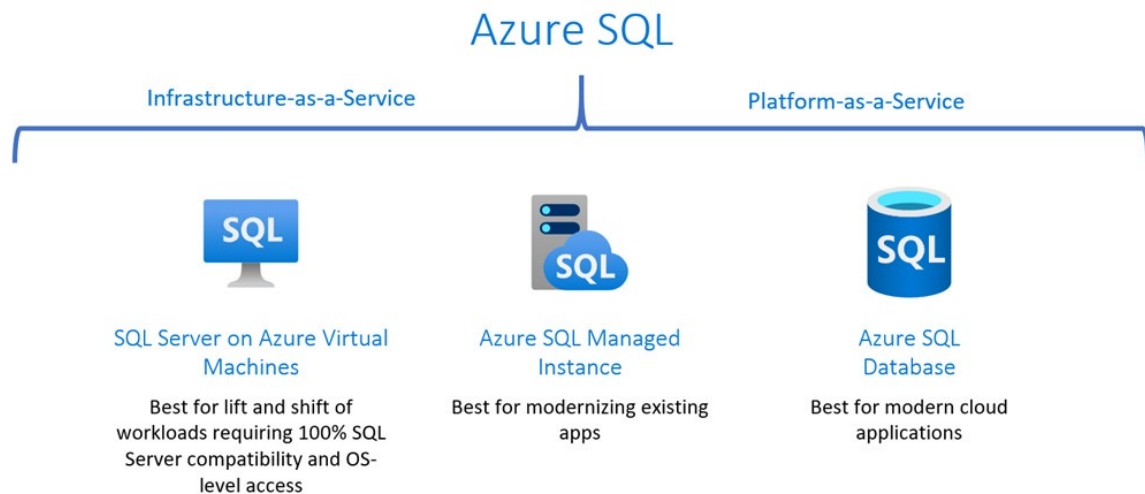 Azure SQL
Infrastructure-as-a-Service
Platform-as-a-Service
SQL
SQL
SQL
SQL Server on Azure Virtual
Machines
Best for lift and shift of
workloads requiring 100% SQL
Server compatibility and OS-
level access
Azure SQL Managed
Instance
Best for modernizing existing
apps
Azure SQL
Database
Best for modern cloud
applications